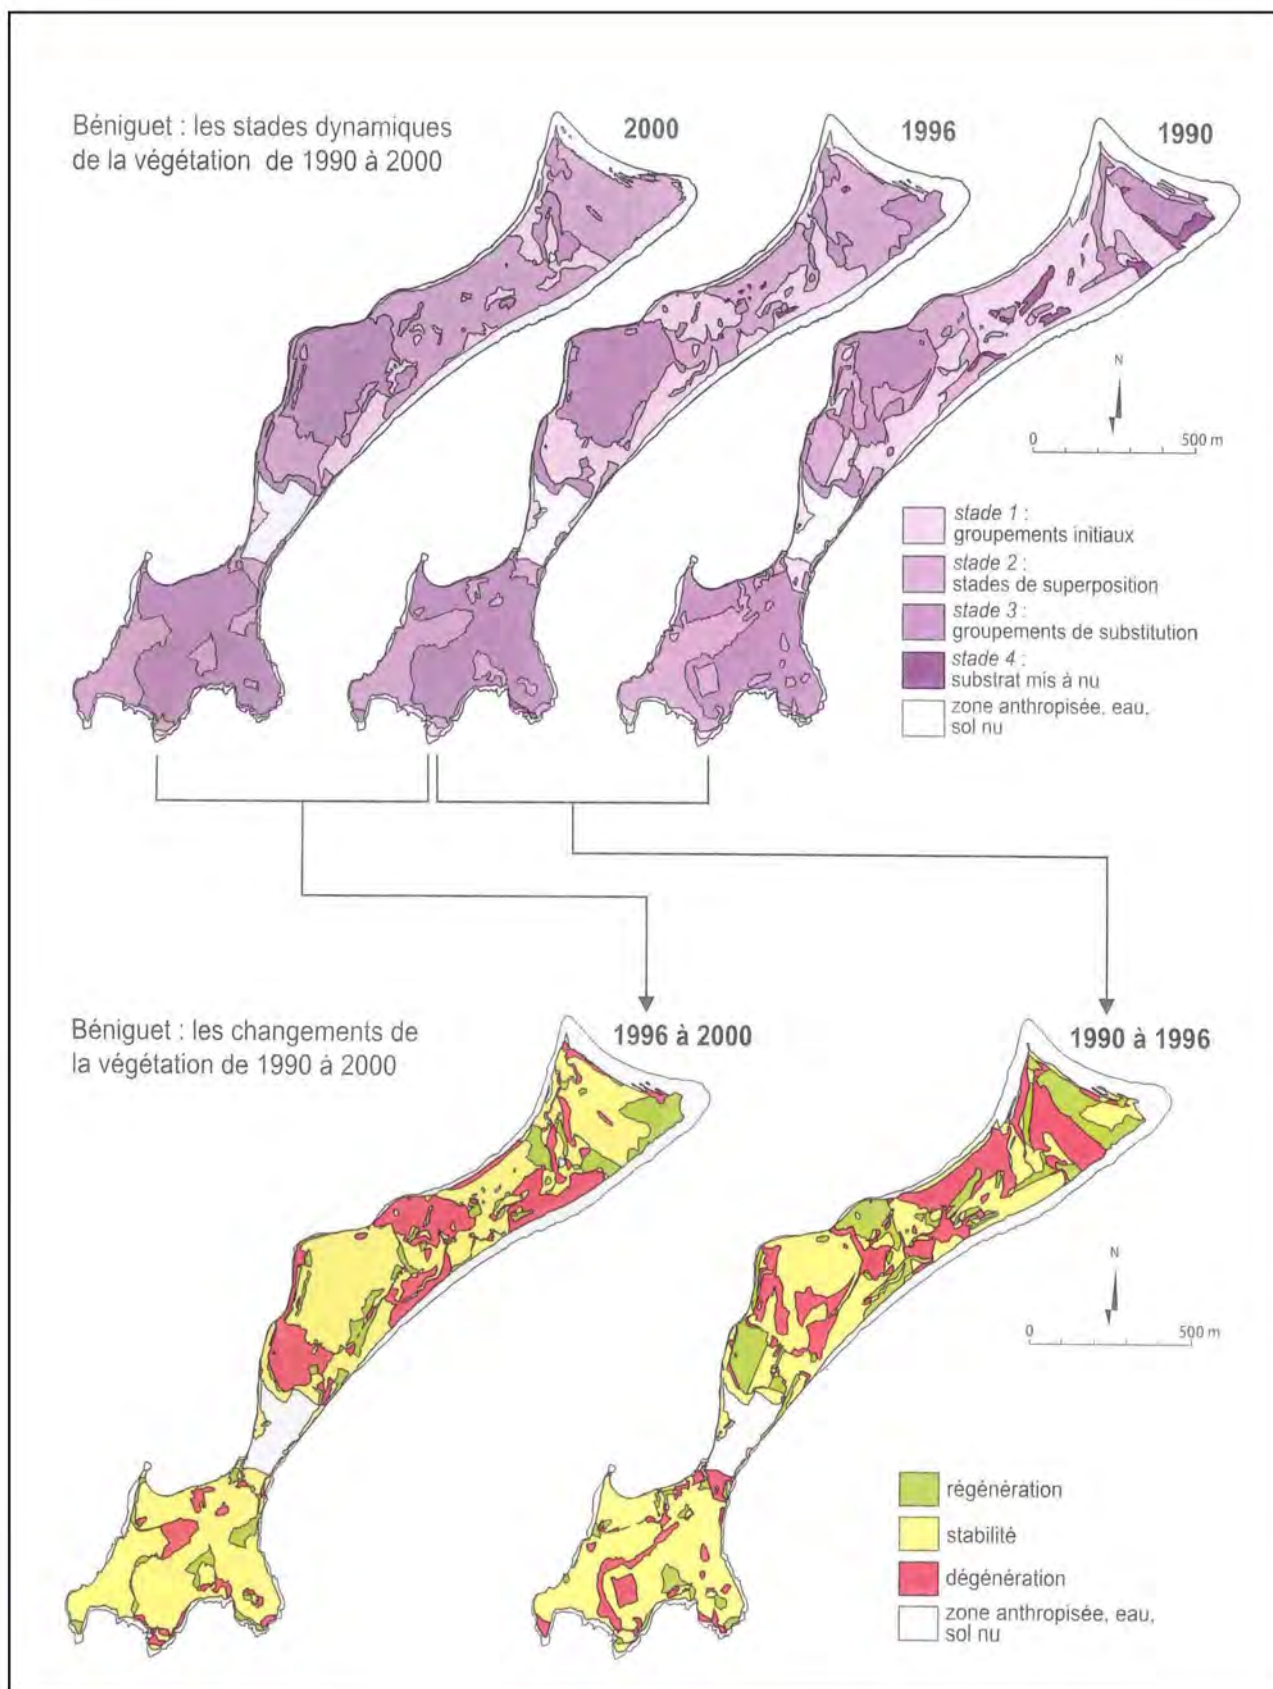 Béniguet : les stades dynamiques
de la végétation de 1990 à 2000
2000
1996
1990
N
0 500 m
stade 1 :
groupements initiaux
stade 2 :
stades de superposition
stade 3 :
groupements de substitution
stade 4 :
substrat mis à nu
zone anthropisée, eau,
sol nu
Béniguet : les changements de
la végétation de 1990 à 2000
1996 à 2000
1990 à 1996
N
0 500 m
régénération
stabilité
dégénération
zone anthropisée, eau,
sol nu